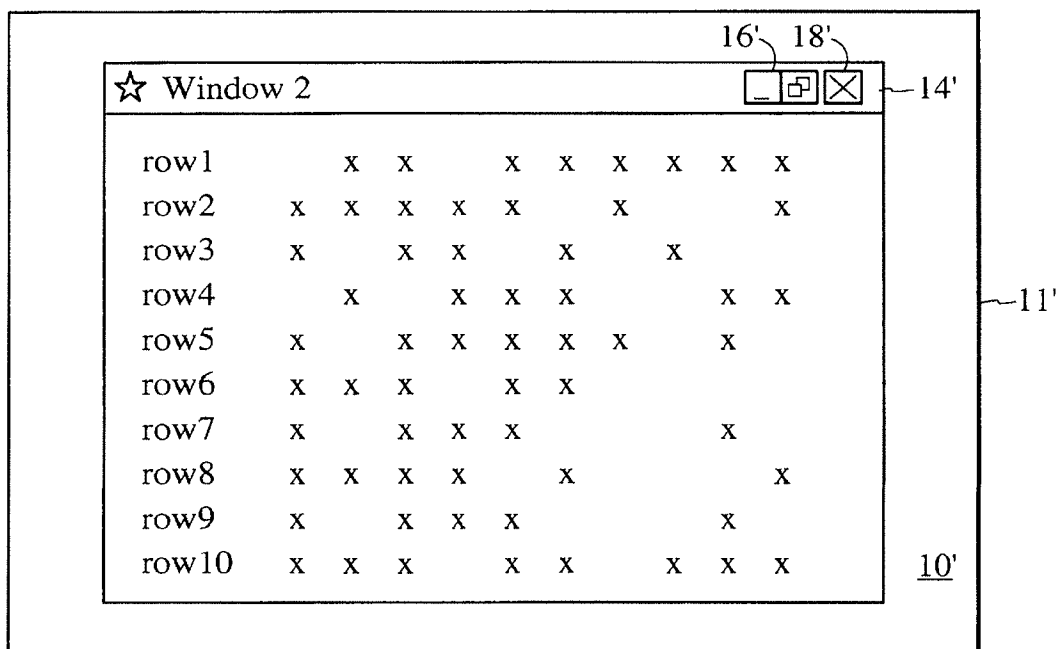 16' 18'
☆ Window 2 14'
row1 x x x x x x x x
row2 x x x x x x x
row3 x x x x x
row4 x x x x x x
row5 x x x x x x x
row6 x x x x x
row7 x x x x x
row8 x x x x x x
row9 x x x x x
row10 x x x x x x x x
11'
10'